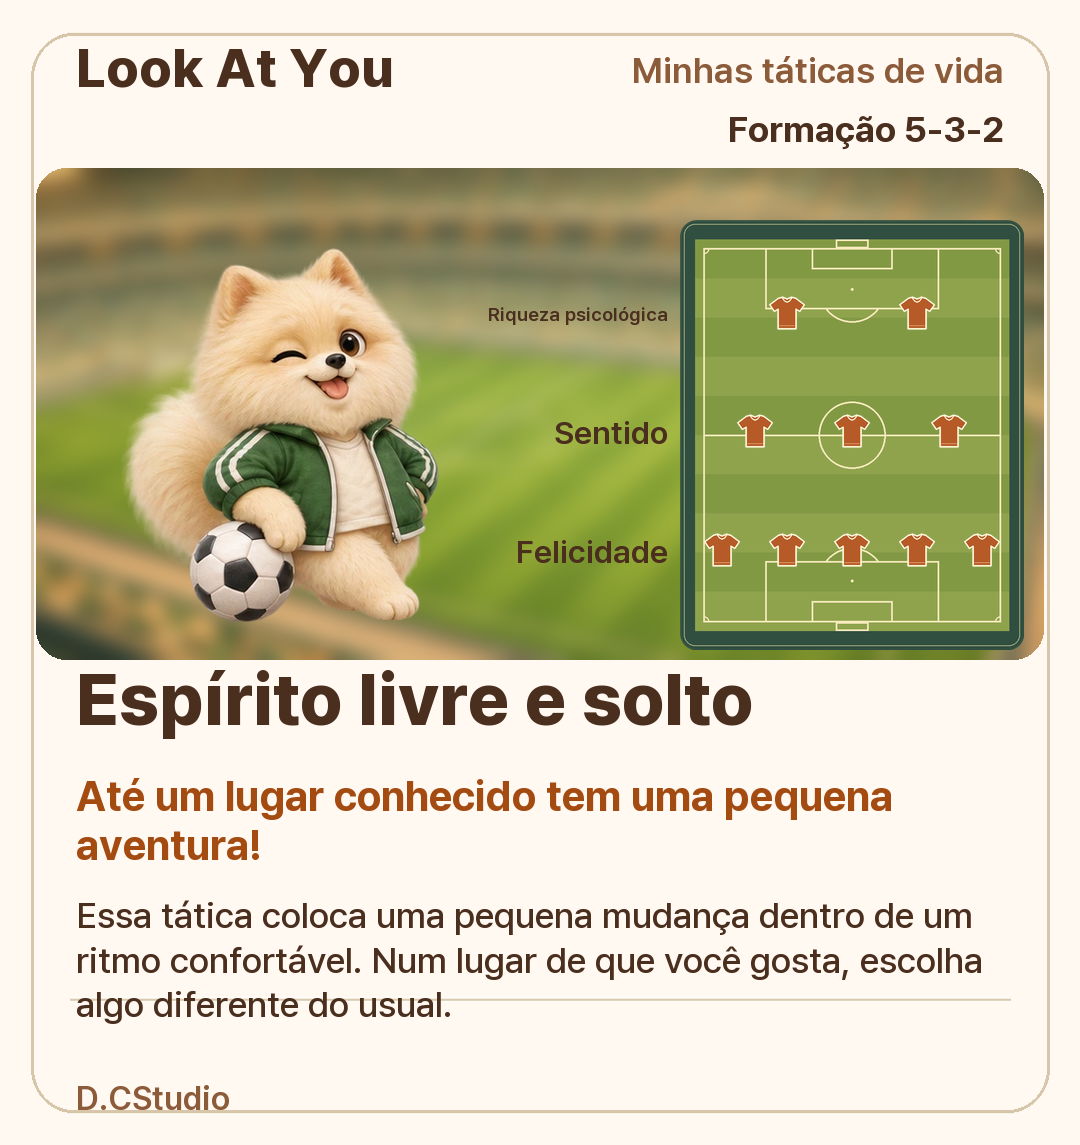 Look At You
Minhas táticas de vida
Formação 5-3-2
Riqueza psicológica
Sentido
Felicidade
Espírito livre e solto
Até um lugar conhecido tem uma pequena
aventura!
Essa tática coloca uma pequena mudança dentro de um
ritmo confortável. Num lugar de que você gosta, escolha
algo diferente do usual.
D.CStudio